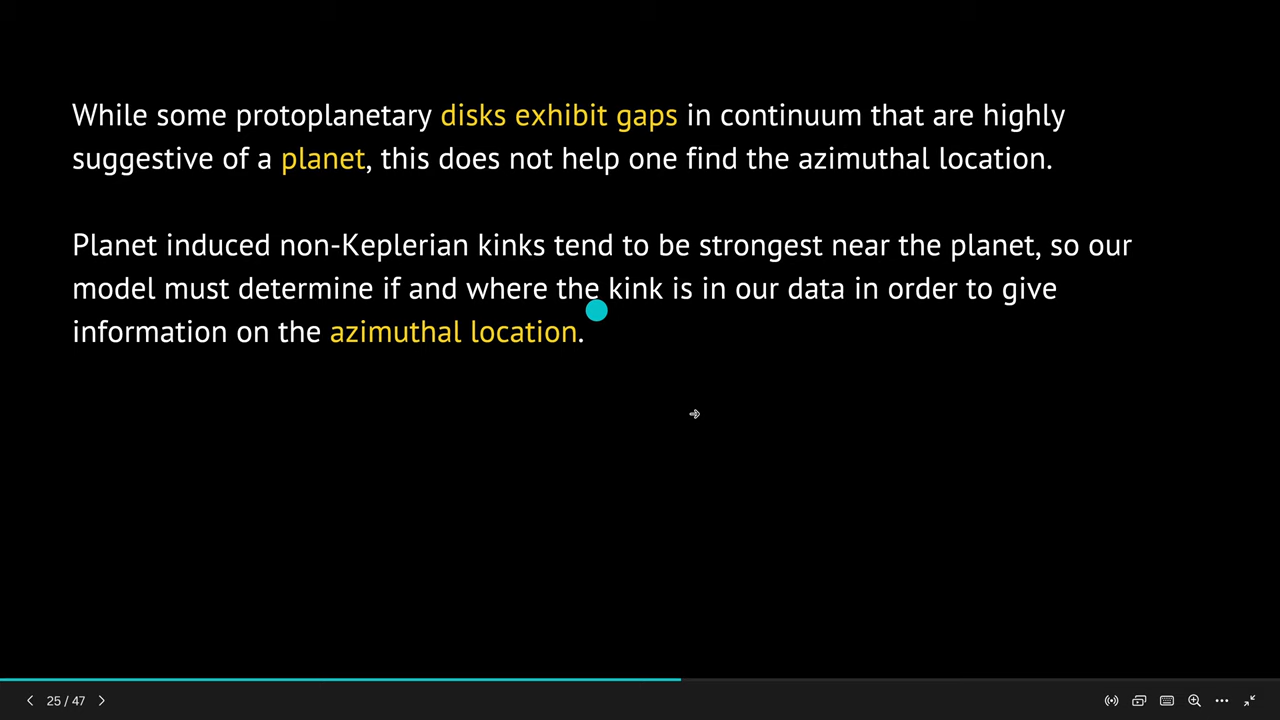 While some protoplanetary disks exhibit gaps in continuum that are highly
suggestive of a planet, this does not help one find the azimuthal location.
Planet induced non-Keplerian kinks tend to be strongest near the planet, so our
model must determine if and where the kink is in our data in order to give
information on the azimuthal location.
25 / 47